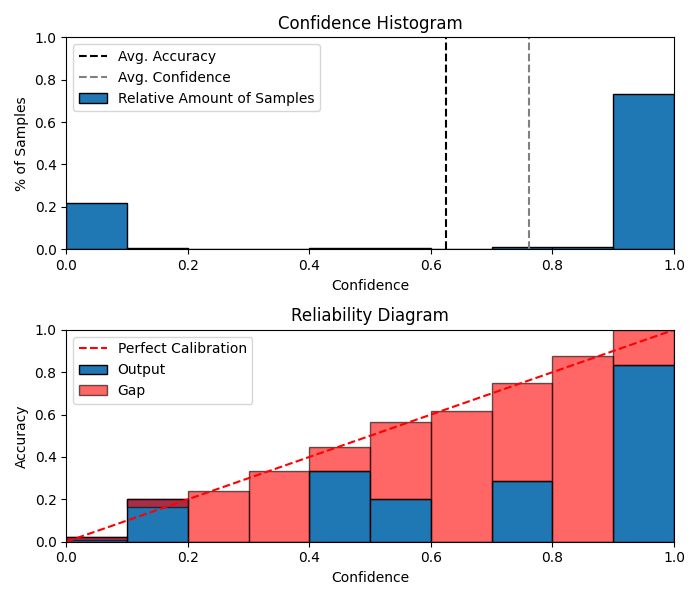 Confidence Histogram
1.0
0.8
0.6
0.4
0.2
0.0
% of Samples
Avg. Accuracy
Avg. Confidence
Relative Amount of Samples
0.0 0.2 0.4 0.6 0.8 1.0
Confidence
Reliability Diagram
1.0
0.8
0.6
0.4
0.2
0.0
Accuracy
Perfect Calibration
Output
Gap
0.0 0.2 0.4 0.6 0.8 1.0
Confidence